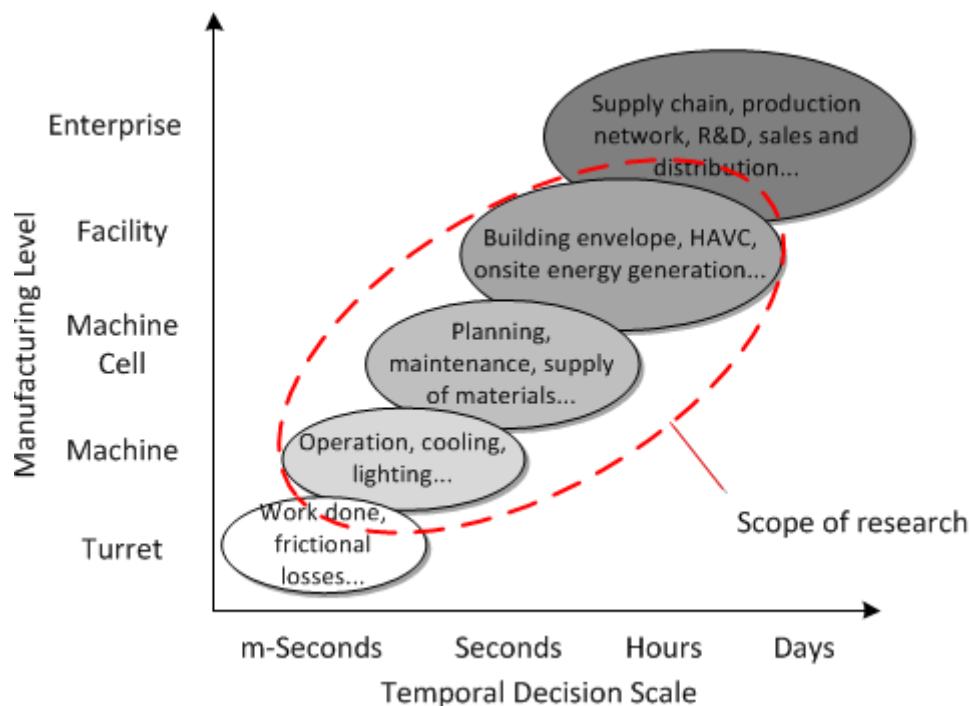 Enterprise
Supply chain, production
network, R&D, sales and
distribution...
Facility
Building envelope, HAVC,
onsite energy generation...
Machine
Cell
Planning,
maintenance, supply
of materials...
Machine
Operation, cooling,
lighting...
Turret
Work done,
frictional
losses...
Manufacturing Level
Scope of research
m-Seconds
Seconds
Hours
Days
Temporal Decision Scale